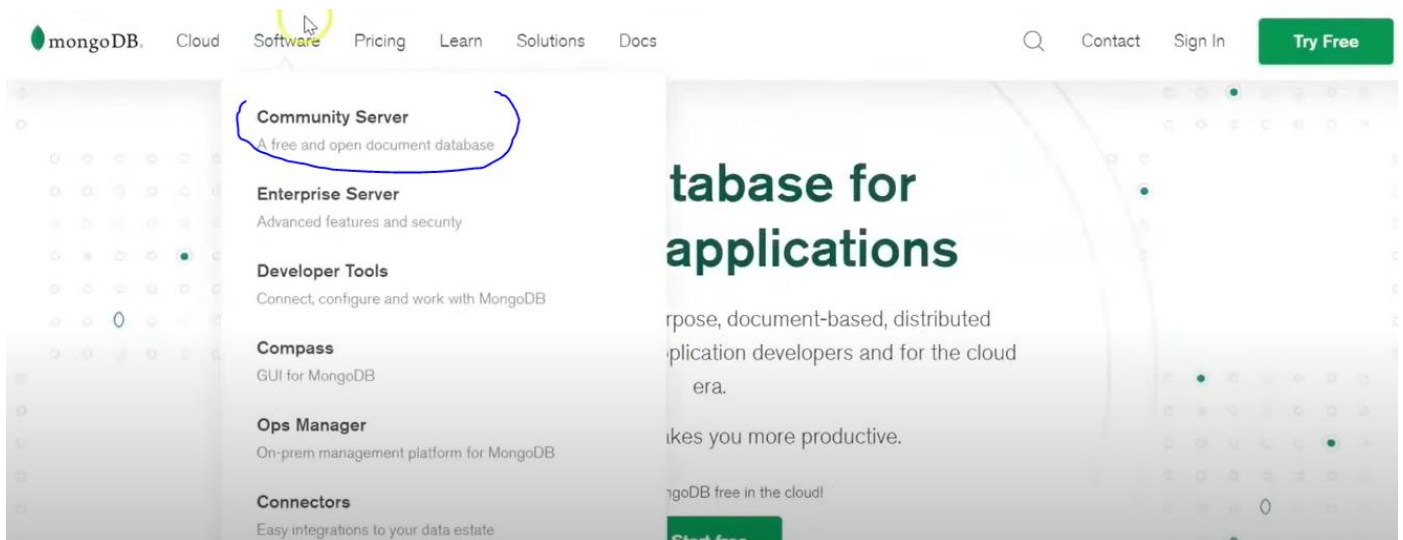 mongoDB. Cloud Software Pricing Learn Solutions Docs Contact Sign In Try Free
Community Server
A free and open document database
Enterprise Server
Advanced features and security
Developer Tools
Connect, configure and work with MongoDB
Compass
GUI for MongoDB
Ops Manager
On-prem management platform for MongoDB
Connectors
Easy integrations to your data estate
tabase for
applications
rpose, document-based, distributed
plication developers and for the cloud
era.
kes you more productive.
ngoDB free in the cloud!
Start free